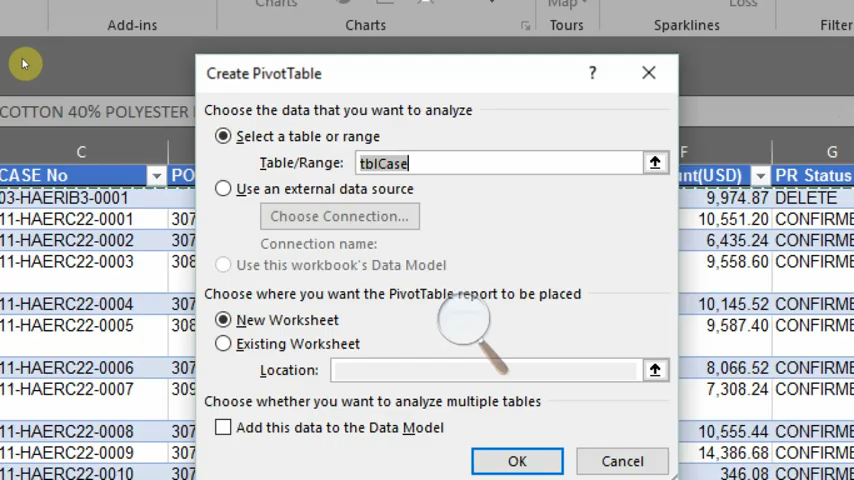 Charts Map Loss
Add-ins Charts Tours Sparklines Filter
Create PivotTable ?
COTTON 40% POLYESTER
Choose the data that you want to analyze
Select a table or range
Table/Range: tblCase
Use an external data source
Choose Connection...
Connection name:
Use this workbook's Data Model
Choose where you want the PivotTable report to be placed
New Worksheet
Existing Worksheet
Location:
Choose whether you want to analyze multiple tables
Add this data to the Data Model
OK Cancel
C F G
CASE No PO unt(USD) PR Status
03-HAERIB3-0001 9,974.87 DELETE
11-HAERC22-0001 307 10,551.20 CONFIRME
11-HAERC22-0002 307 6,435.24 CONFIRME
11-HAERC22-0003 308 9,558.60 CONFIRME
11-HAERC22-0004 307 10,145.52 CONFIRME
11-HAERC22-0005 308 9,587.40 CONFIRME
11-HAERC22-0006 307 8,066.52 CONFIRME
11-HAERC22-0007 309 7,308.24 CONFIRME
11-HAERC22-0008 307 10,555.44 CONFIRME
11-HAERC22-0009 307 14,386.68 CONFIRME
11-HAERC22-0010 307 346.08 CONFIRME